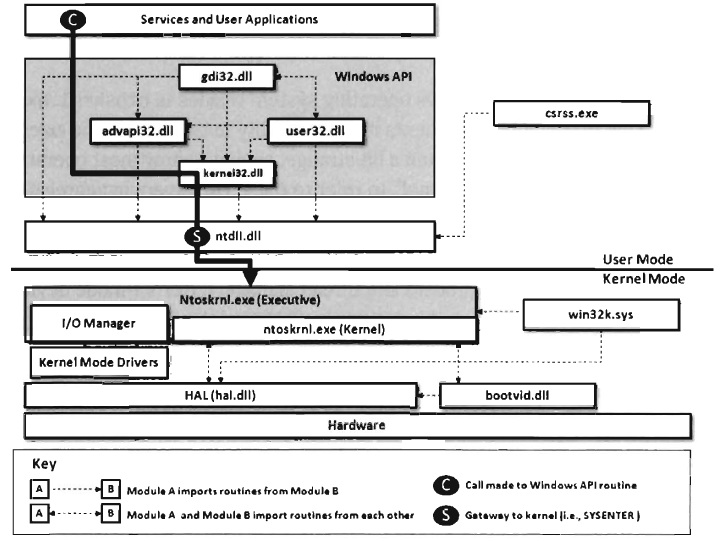 C
Services and User Applications
Windows API
gdi32.dll
advapi32.dll
user32.dll
kernel32.dll
csrss.exe
S
ntdll.dll
User Mode
Kernel Mode
Ntoskrnl.exe (Executive)
I/O Manager
ntoskrnl.exe (Kernel)
win32k.sys
Kernel Mode Drivers
HAL (hal.dll)
bootvid.dll
Hardware
Key
A B Module A imports routines from Module B
C Call made to Windows API routine
A B Module A and Module B import routines from each other
S Gateway to kernel (i.e., SYSENTER )